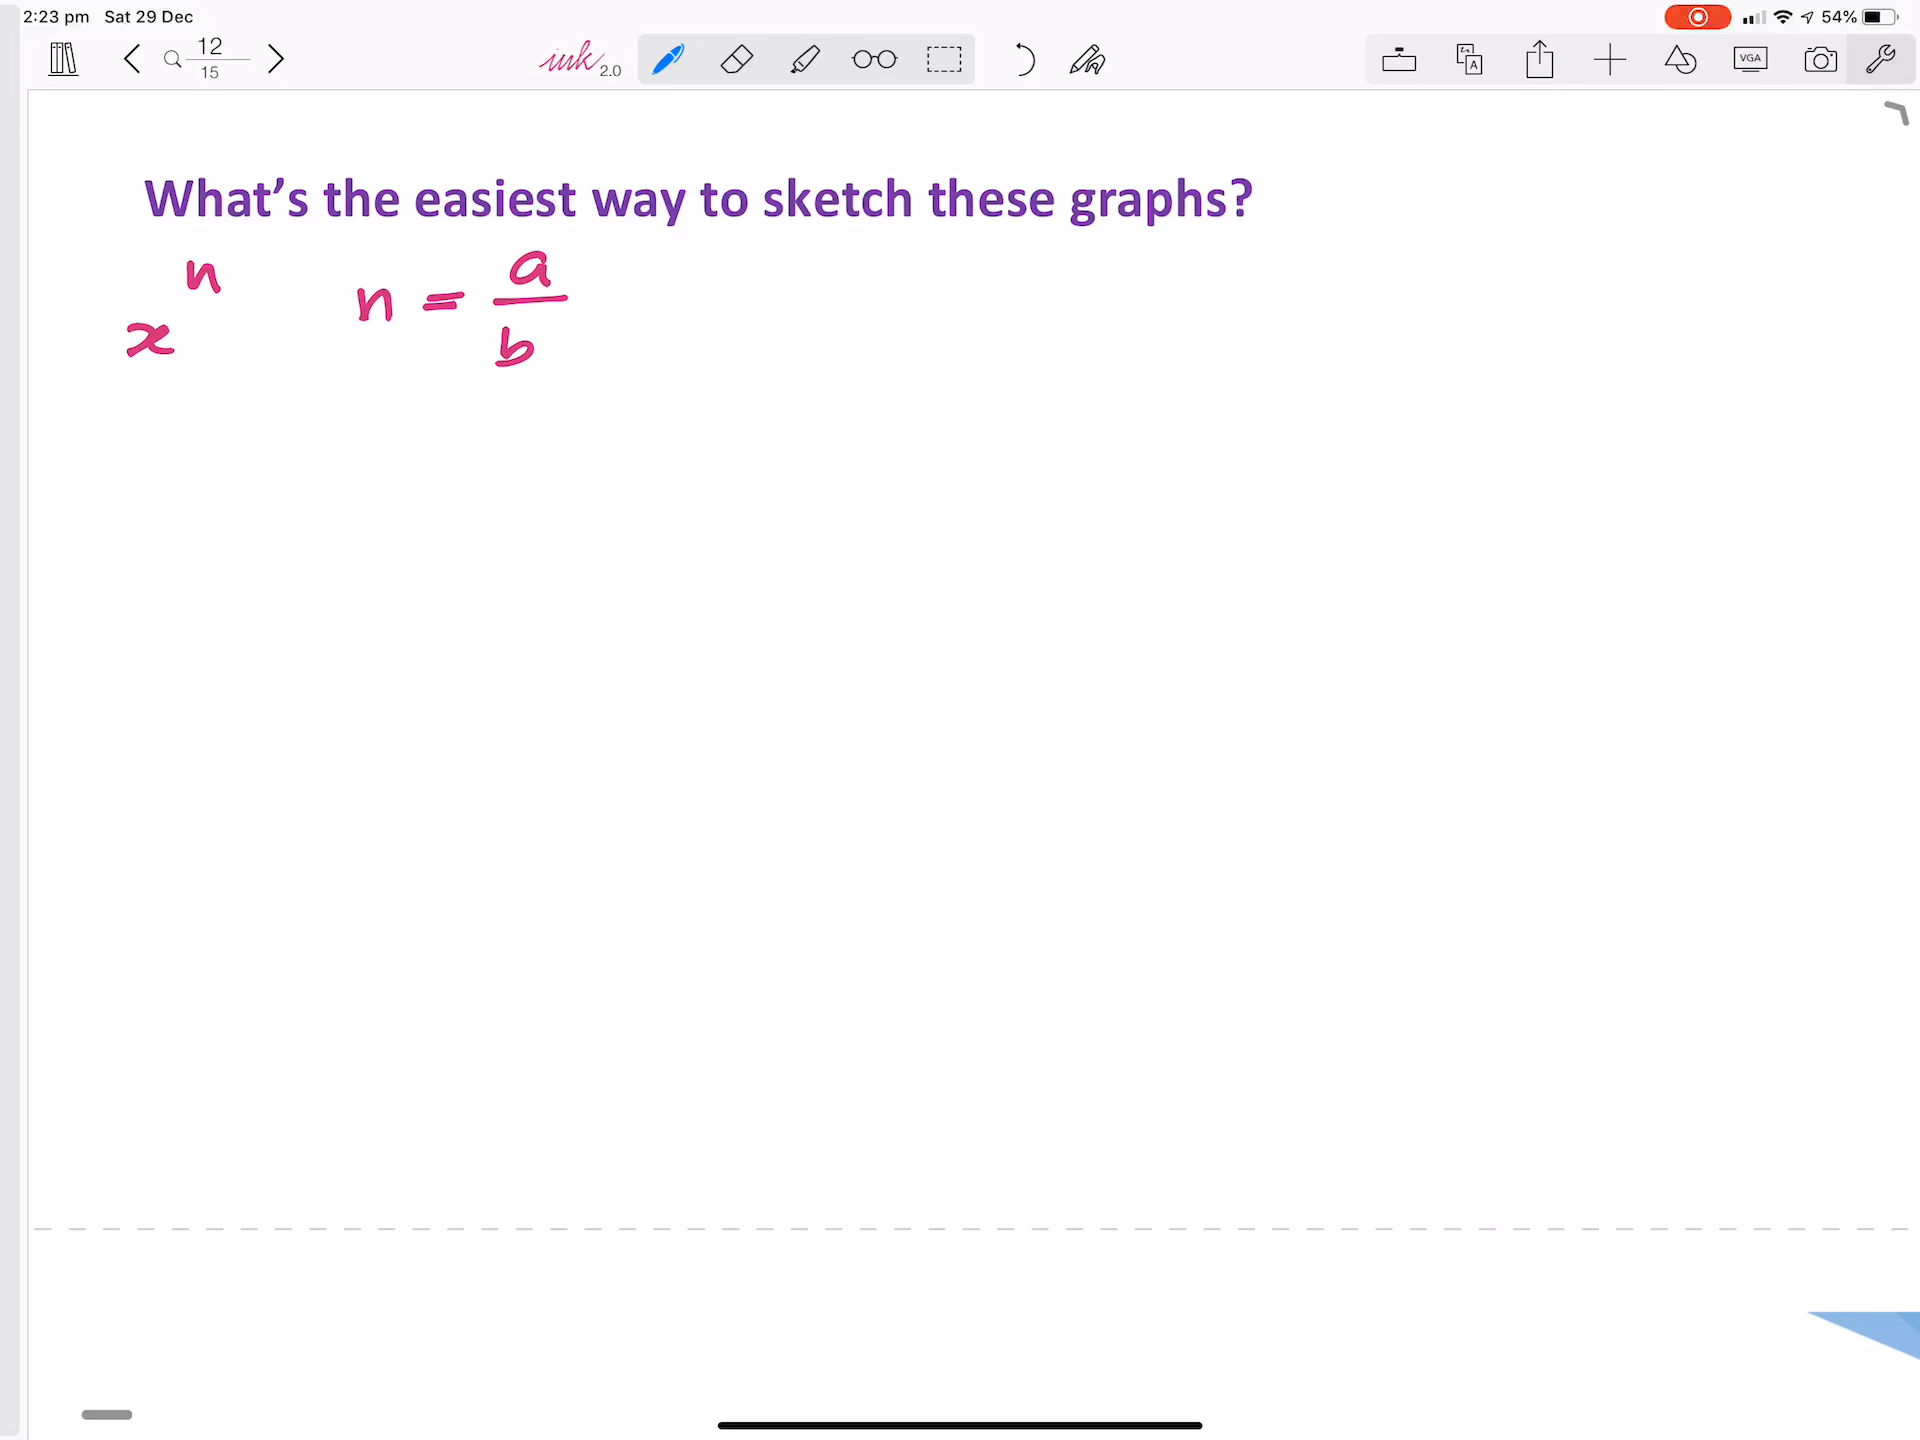 2:23 pm Sat 29 Dec 54%
12
15
ink 2.0
VGA
A
What's the easiest way to sketch these graphs?
xⁿ n = a/b